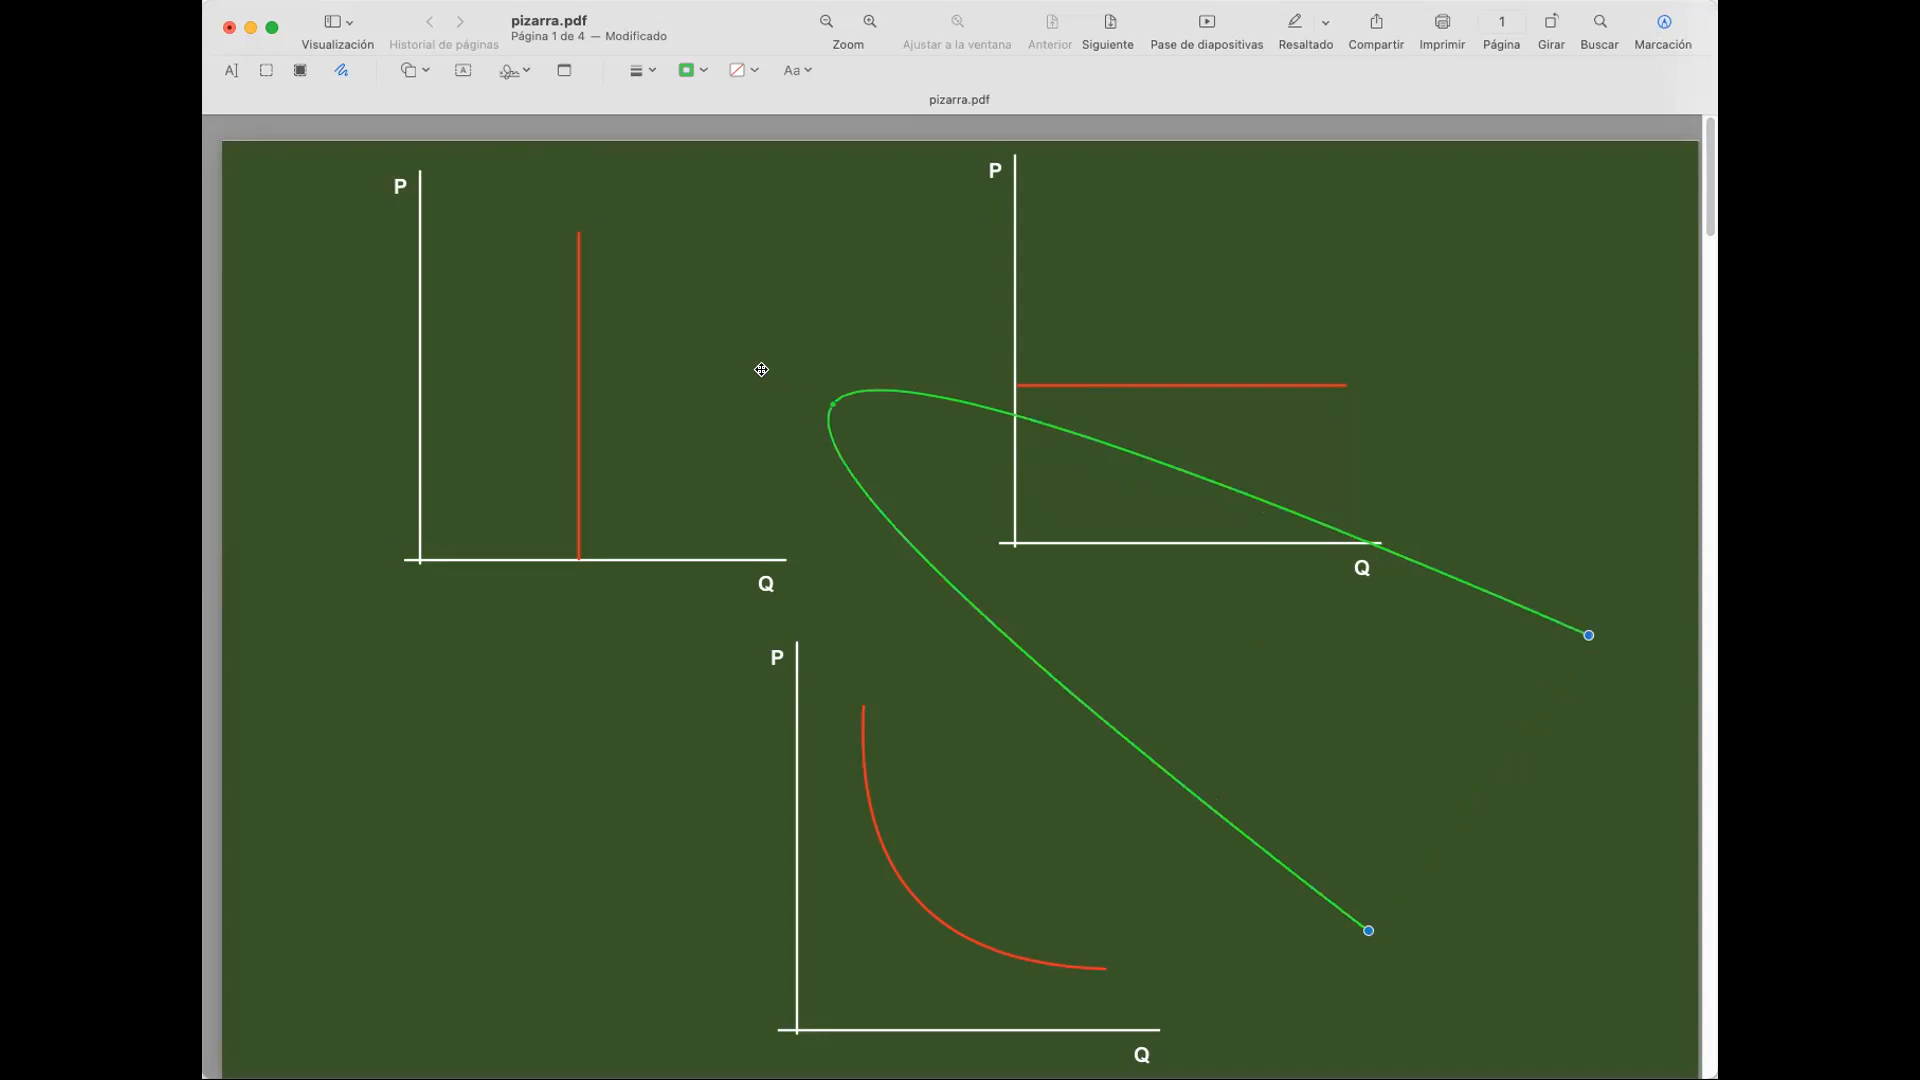 pizarra.pdf
Página 1 de 4 — Modificado
Visualización
Historial de páginas
Zoom
Ajustar a la ventana
Anterior
Siguiente
Pase de diapositivas
Resaltado
Compartir
Imprimir
1
Página
Girar
Buscar
Marcación
A
Aa
pizarra.pdf
P
Q
P
Q
P
Q